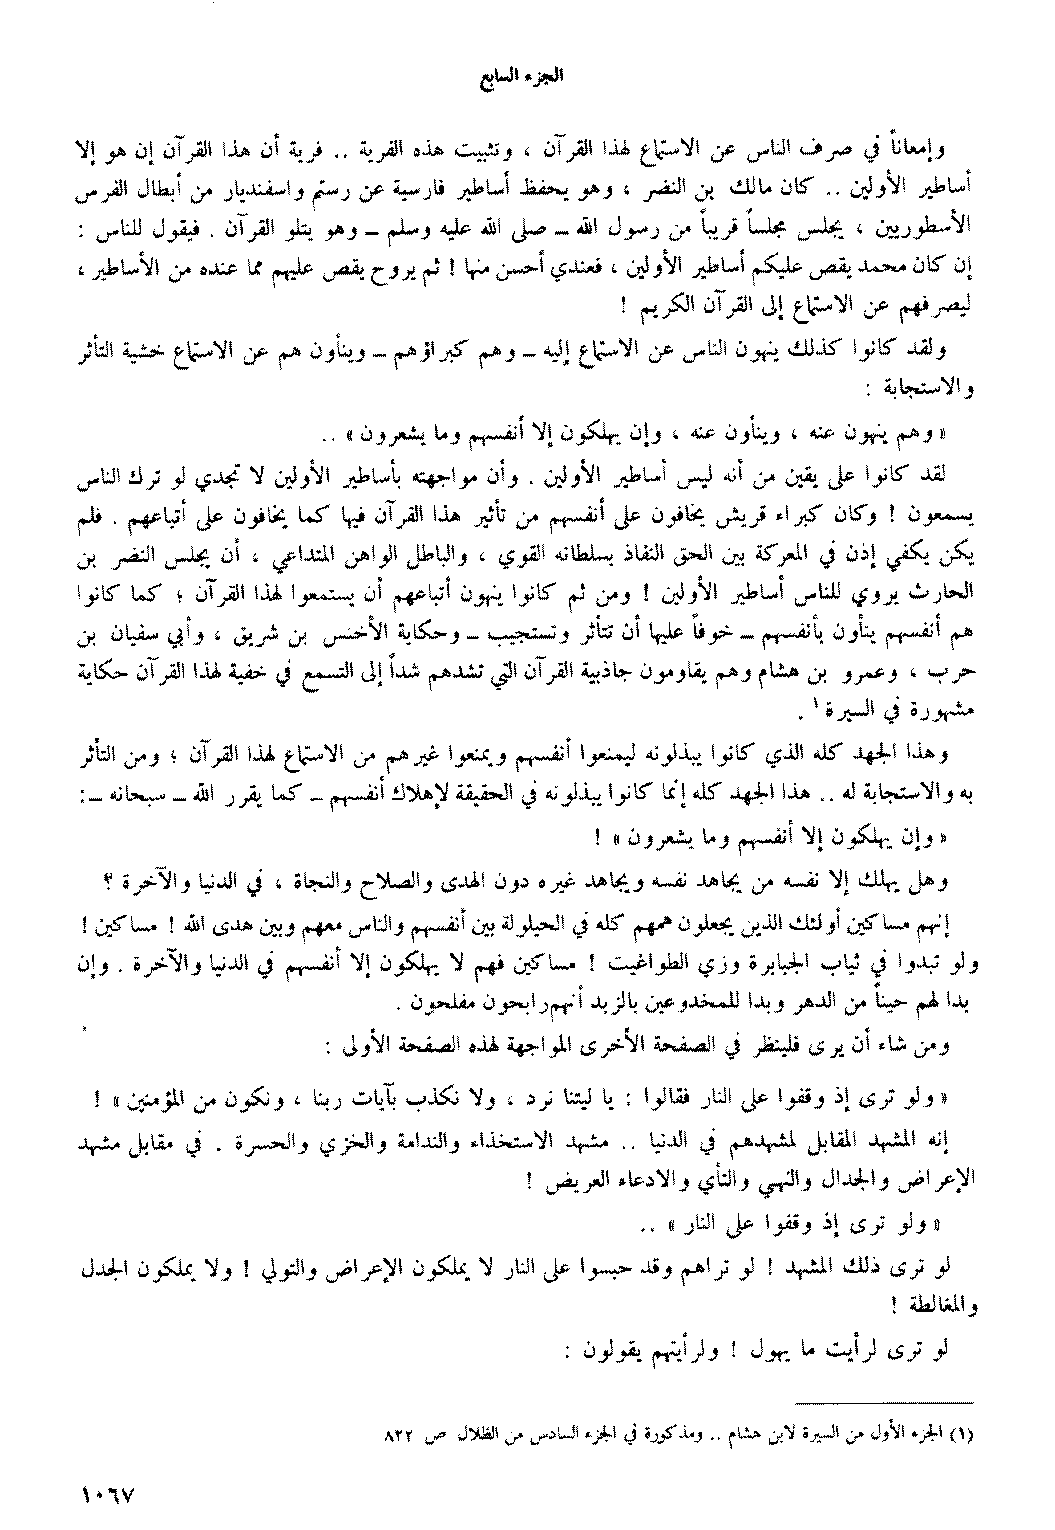 الجزء السابع
وإمعاناً في صرف الناس عن الاستماع لهذا القرآن ، وتثبيت هذه الفرية .. فرية أن هذا القرآن إن هو إلا
أساطير الأولين .. كان مالك بن النضر ، وهو يحفظ أساطير فارسية عن رستم واسفنديار من أبطال الفرس
الأسطوريين ، يجلس مجلساً قريباً من رسول الله – صلى الله عليه وسلم – وهو يتلو القرآن . فيقول للناس :
إن كان محمد يقص عليكم أساطير الأولين ، فعندي أحسن منها ! ثم يروح يقص عليهم مما عنده من الأساطير ،
ليصرفهم عن الاستماع إلى القرآن الكريم !
ولقد كانوا كذلك ينهون الناس عن الاستماع إليه – وهم كبراؤهم – وينأون هم عن الاستماع خشية التأثر
والاستجابة :
« وهم ينهون عنه ، وينأون عنه ، وإن يهلكون إلا أنفسهم وما يشعرون » ..
لقد كانوا على يقين من أنه ليس أساطير الأولين . وأن مواجهته بأساطير الأولين لا تجدي لو ترك الناس
يسمعون ! وكان كبراء قريش يخافون على أنفسهم من تأثير هذا القرآن فيها كما يخافون على أتباعهم . فلم
يكن يكفي إذن في المعركة بين الحق النفاذ بسلطانه القوي ، والباطل الواهن المتداعي ، أن يجلس النضر بن
الحارث يروي للناس أساطير الأولين ! ومن ثم كانوا ينهون أتباعهم أن يستمعوا لهذا القرآن ؛ كما كانوا
هم أنفسهم ينأون بأنفسهم – خوفاً عليها أن تتأثر وتستجيب – وحكاية الأخنس بن شريق ، وأبي سفيان بن
حرب ، وعمرو بن هشام وهم يقاومون جاذبية القرآن التي تشدهم شداً إلى التسمع في خفية لهذا القرآن حكاية
مشهورة في السيرة ١ .
وهذا الجهد كله الذي كانوا يبذلونه ليمنعوا أنفسهم ويمنعوا غيرهم من الاستماع لهذا القرآن ؛ ومن التأثر
به والاستجابة له .. هذا الجهد كله إنما كانوا يبذلونه في الحقيقة لإهلاك أنفسهم – كما يقرر الله – سبحانه –:
« وإن يهلكون إلا أنفسهم وما يشعرون » !
وهل يهلك إلا نفسه من يجاهد نفسه ويجاهد غيره دون الهدى والصلاح والنجاة ، في الدنيا والآخرة ؟
إنهم مساكين أولئك الذين يجعلون همهم كله في الحيلولة بين أنفسهم والناس معهم وبين هدى الله ! مساكين !
ولو تبدوا في ثياب الجبابرة وزي الطواغيت ! مساكين فهم لا يهلكون إلا أنفسهم في الدنيا والآخرة . وإن
بدا لهم حيناً من الدهر وبدا للمخدوعين بالزبد أنهم رابحون مفلحون .
ومن شاء أن يرى فلينظر في الصفحة الأخرى المواجهة لهذه الصفحة الأولى :
« ولو ترى إذ وقفوا على النار فقالوا : يا ليتنا نرد ، ولا نكذب بآيات ربنا ، ونكون من المؤمنين » !
إنه المشهد المقابل لمشهدهم في الدنيا .. مشهد الاستخذاء والندامة والخزي والحسرة . في مقابل مشهد
الإعراض والجدال والنهي والنأي والادعاء العريض !
« ولو ترى إذ وقفوا على النار » ..
لو ترى ذلك المشهد ! لو تراهم وقد حبسوا على النار لا يملكون الإعراض والتولي ! ولا يملكون الجدل
والمغالطة !
لو ترى لرأيت ما يهول ! ولرأيتهم يقولون :
(١) الجزء الأول من السيرة لابن هشام .. ومذكورة في الجزء السادس من الظلال ص ٨٢٢
١٠٦٧